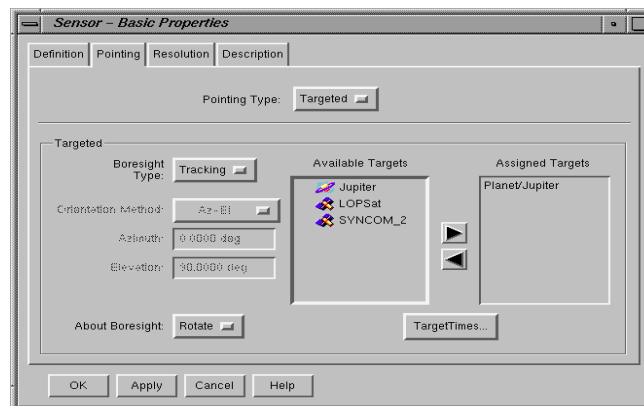 Sensor – Basic Properties
Definition Pointing Resolution Description
Pointing Type: Targeted
Targeted
Boresight Type: Tracking
Available Targets
Assigned Targets
Jupiter
LOPSat
SYNCOM_2
Planet/Jupiter
Orientation Method: Az-El
Azimuth: 0.0000 deg
Elevation: 90.0000 deg
About Boresight: Rotate
TargetTimes...
OK Apply Cancel Help